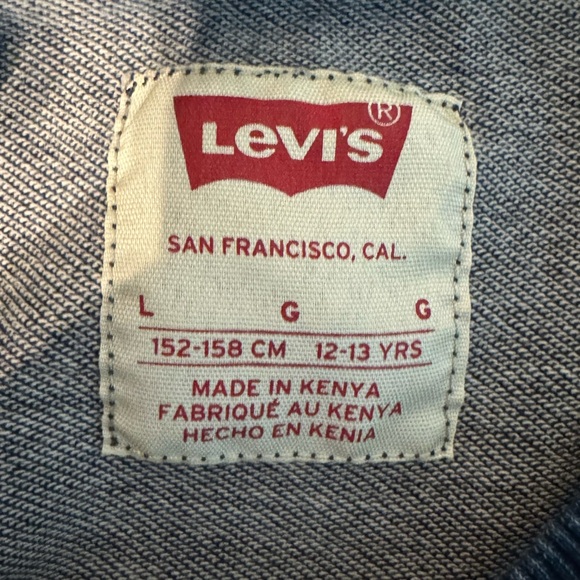 Levi's ®
SAN FRANCISCO, CAL.
L G G
152-158 CM 12-13 YRS
MADE IN KENYA
FABRIQUÉ AU KENYA
HECHO EN KENIA